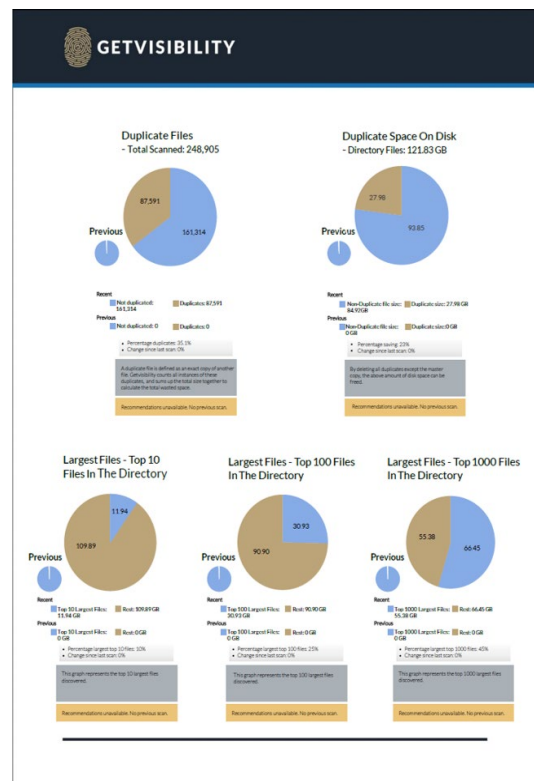 GETVISIBILITY
Duplicate Files
- Total Scanned: 248,905
87,591
161,314
Previous
Recent
Not duplicated: 161,314
Duplicates: 87,591
Previous
Not duplicated: 0
Duplicates: 0
Percentage duplicates: 35.1%
Change since last scan: 0%
A duplicate file is defined as an exact copy of another
file. Getvisibility counts all instances of these
duplicates, and sums up the total size together to
calculate the total wasted space.
Recommendations unavailable. No previous scan.
Duplicate Space On Disk
- Directory Files: 121.83 GB
27.98
93.85
Previous
Recent
Non-Duplicate file size: 84.92GB
Duplicate size: 27.98 GB
Previous
Non-Duplicate file size: 0 GB
Duplicate size: 0 GB
Percentage saving: 23%
Change since last scan: 0%
By deleting all duplicates except the master
copy, the above amount of disk space can be
freed.
Recommendations unavailable. No previous scan.
Largest Files - Top 10
Files In The Directory
11.94
109.89
Previous
Recent
Top 10 Largest Files: 11.94 GB
Rest: 109.89 GB
Previous
Top 10 Largest Files: 0 GB
Rest: 0 GB
Percentage largest top 10 files: 10%
Change since last scan: 0%
This graph represents the top 10 largest files
discovered.
Recommendations unavailable. No previous scan.
Largest Files - Top 100 Files
In The Directory
30.93
90.90
Previous
Recent
Top 100 Largest Files: 30.93 GB
Rest: 90.90 GB
Previous
Top 100 Largest Files: 0 GB
Rest: 0 GB
Percentage largest top 100 files: 25%
Change since last scan: 0%
This graph represents the top 100 largest files
discovered.
Recommendations unavailable. No previous scan.
Largest Files - Top 1000 Files
In The Directory
55.38
66.45
Previous
Recent
Top 1000 Largest Files: 55.38 GB
Rest: 66.45 GB
Previous
Top 1000 Largest Files: 0 GB
Rest: 0 GB
Percentage largest top 1000 files: 45%
Change since last scan: 0%
This graph represents the top 1000 largest files
discovered.
Recommendations unavailable. No previous scan.